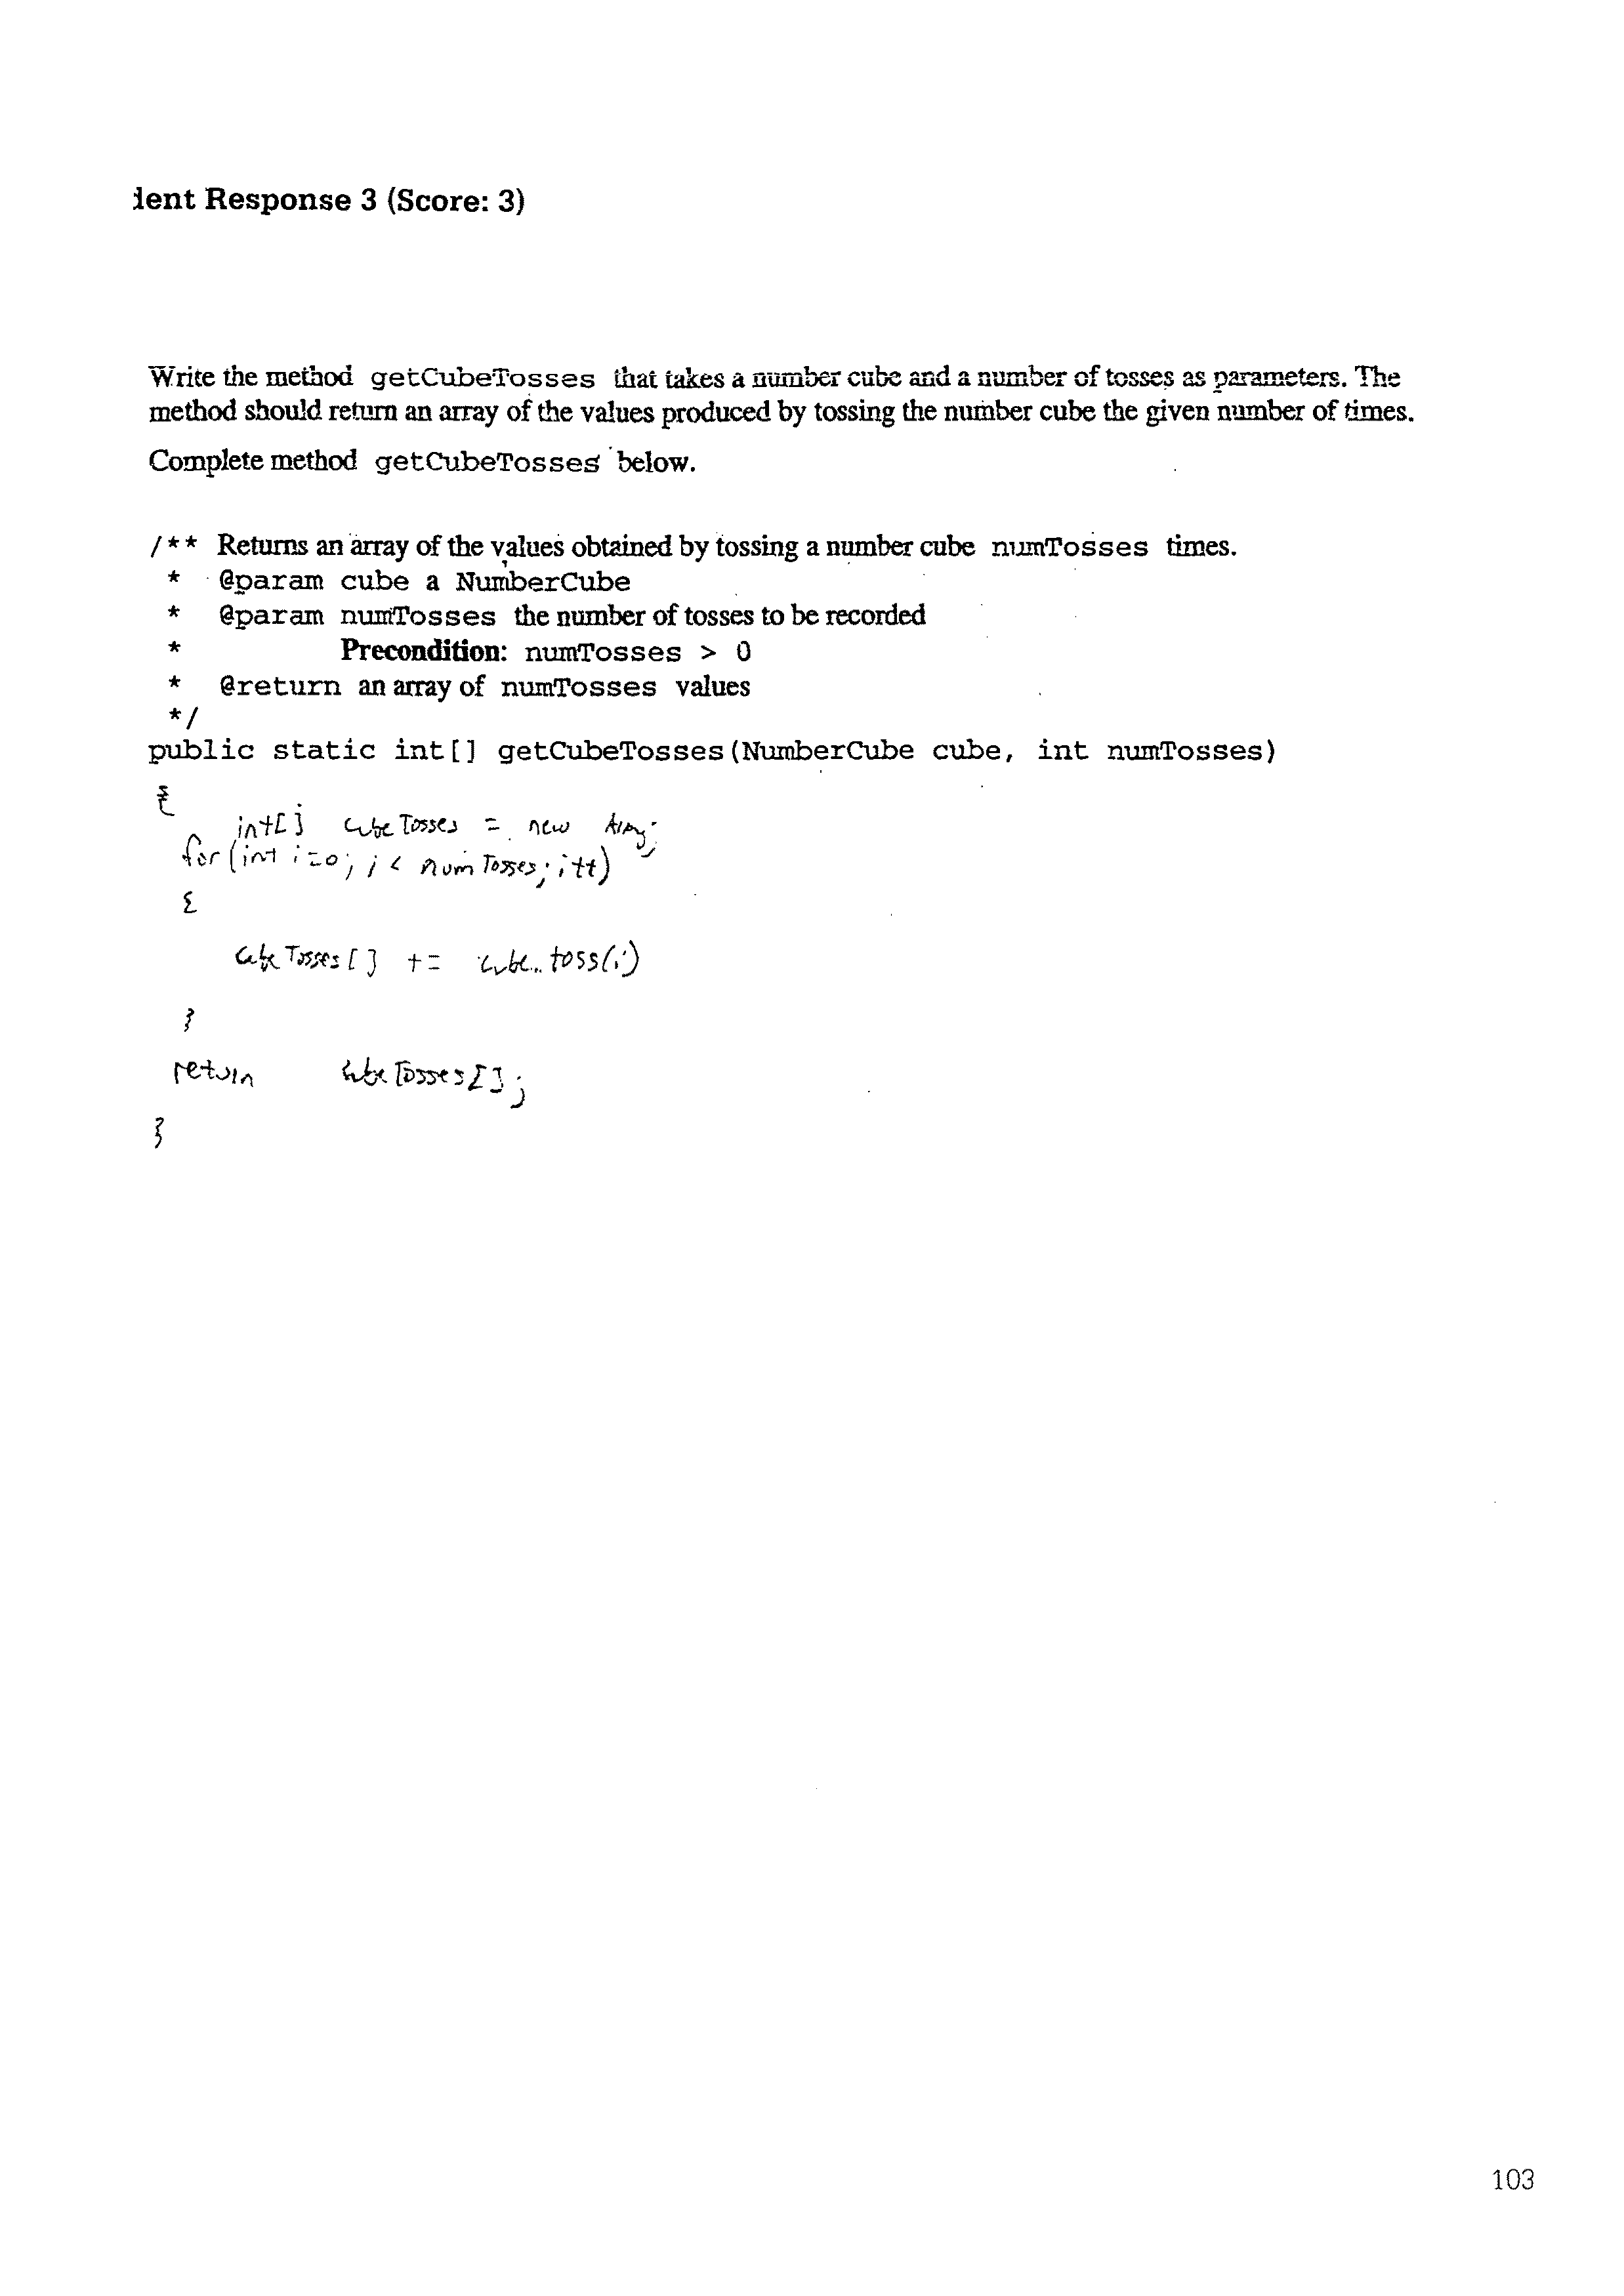 ient Response 3 (Score: 3)
Write the method getCubeTosses that takes a number cube and a number of tosses as parameters. The
method should return an array of the values produced by tossing the number cube the given number of times.
Complete method getCubeTosses below.
/** Returns an array of the values obtained by tossing a number cube numTosses times.
* @param cube a NumberCube
* @param numTosses the number of tosses to be recorded
* Precondition: numTosses > 0
* @return an array of numTosses values
*/
public static int[] getCubeTosses(NumberCube cube, int numTosses)
{
int[] cubeTosses = new Array;
for (int i=0; i < numTosses; i++)
{
cubeTosses[] += cube.toss(i)
}
return cubeTosses[];
}
103